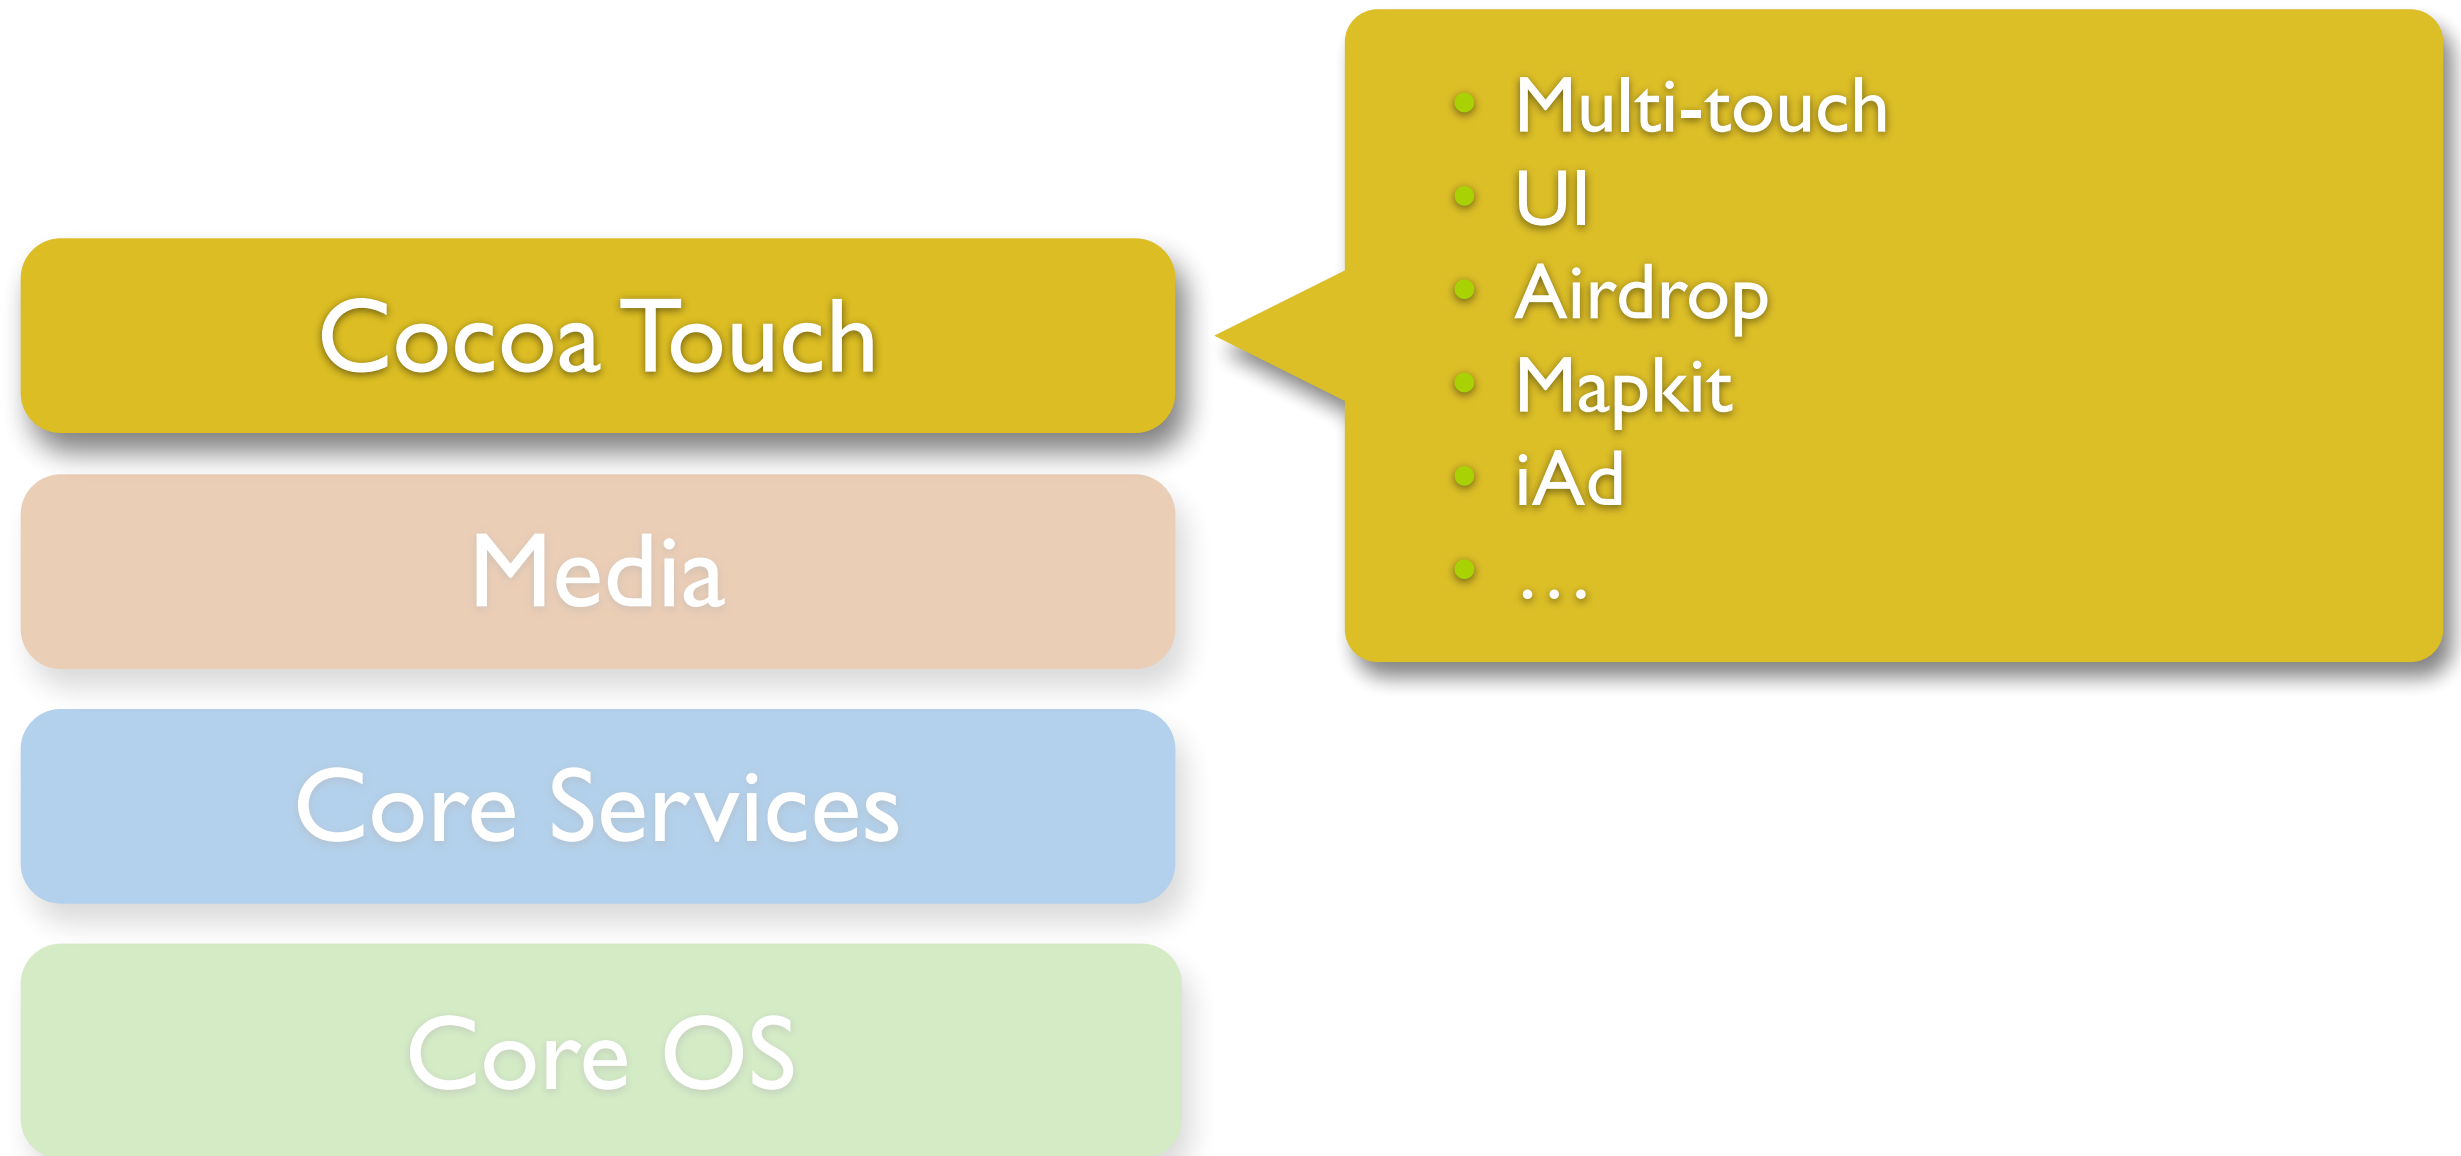 Cocoa Touch
Media
Core Services
Core OS
• Multi-touch
• UI
• Airdrop
• Mapkit
• iAd
• …